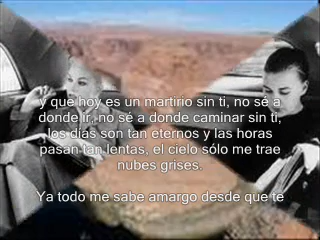 y que hoy es un martirio sin ti, no sé a
donde ir, no sé a donde caminar sin ti,
los días son tan eternos y las horas
pasan tan lentas, el cielo sólo me trae
nubes grises.
Ya todo me sabe amargo desde que te